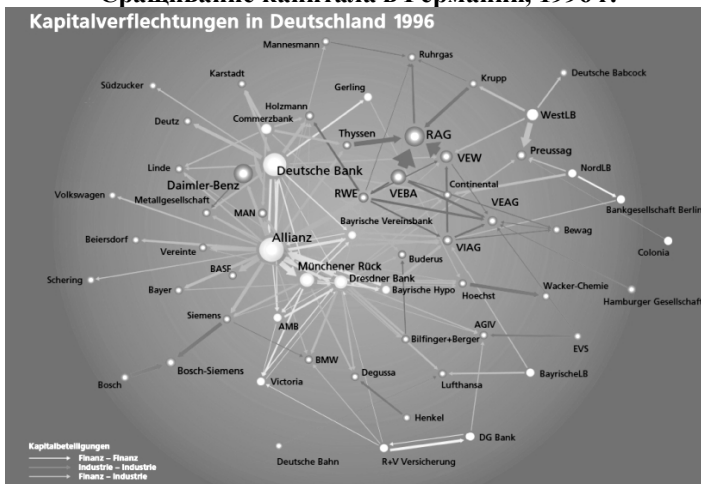 Сращивание капитала в Германии, 1996 г.
Kapitalverflechtungen in Deutschland 1996
Mannesmann
Ruhrgas
Karstadt
Gerling
Krupp
Deutsche Babcock
Südzucker
Holzmann
Commerzbank
WestLB
Deutz
Thyssen
RAG
Preussag
VEW
Linde
Deutsche Bank
NordLB
Daimler-Benz
VEBA
Continental
Volkswagen
Metallgesellschaft
RWE
VEAG
Bankgesellschaft Berlin
MAN
Bayrische Vereinsbank
Bewag
Allianz
VIAG
Colonia
Beiersdorf
Vereinte
Buderus
BASF
Münchener Rück
Dresdner Bank
Schering
Bayer
Bayrische Hypo
Hoechst
Wacker-Chemie
Hamburger Gesellschaft
Siemens
AMB
AGIV
Bilfinger+Berger
EVS
BMW
Bosch
Bosch-Siemens
Victoria
Degussa
Lufthansa
BayrischeLB
Henkel
DG Bank
Deutsche Bahn
R+V Versicherung
Kapitalbeteiligungen
Finanz – Finanz
Industrie – Industrie
Finanz – Industrie